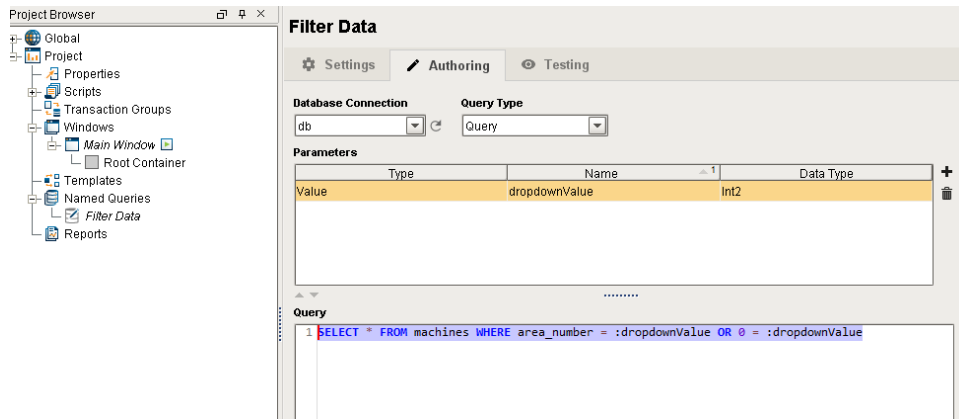 Project Browser
Global
Project
Properties
Scripts
Transaction Groups
Windows
Main Window
Root Container
Templates
Named Queries
Filter Data
Reports
Filter Data
Settings
Authoring
Testing
Database Connection
Query Type
db
Query
Parameters
Type
Name
1
Data Type
Value
dropdownValue
Int2
Query
1 SELECT * FROM machines WHERE area_number = :dropdownValue OR 0 = :dropdownValue